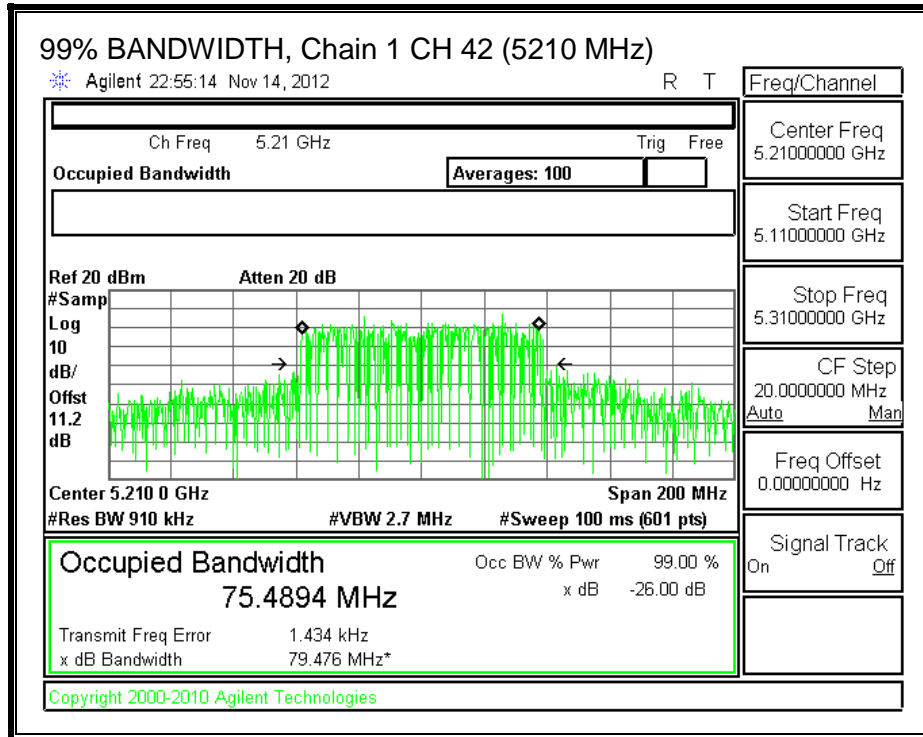 99% BANDWIDTH, Chain 1 CH 42 (5210 MHz)
Agilent 22:55:14 Nov 14, 2012 R T
Freq/Channel
Ch Freq 5.21 GHz Trig Free
Occupied Bandwidth Averages: 100
Center Freq
5.21000000 GHz
Start Freq
5.11000000 GHz
Stop Freq
5.31000000 GHz
CF Step
20.0000000 MHz
Auto Man
Freq Offset
0.00000000 Hz
Signal Track
On Off
Ref 20 dBm Atten 20 dB
#Samp
Log
10
dB/
Offst
11.2
dB
Center 5.210 0 GHz Span 200 MHz
#Res BW 910 kHz #VBW 2.7 MHz #Sweep 100 ms (601 pts)
Occupied Bandwidth Occ BW % Pwr 99.00 %
75.4894 MHz x dB -26.00 dB
Transmit Freq Error 1.434 kHz
x dB Bandwidth 79.476 MHz*
Copyright 2000-2010 Agilent Technologies